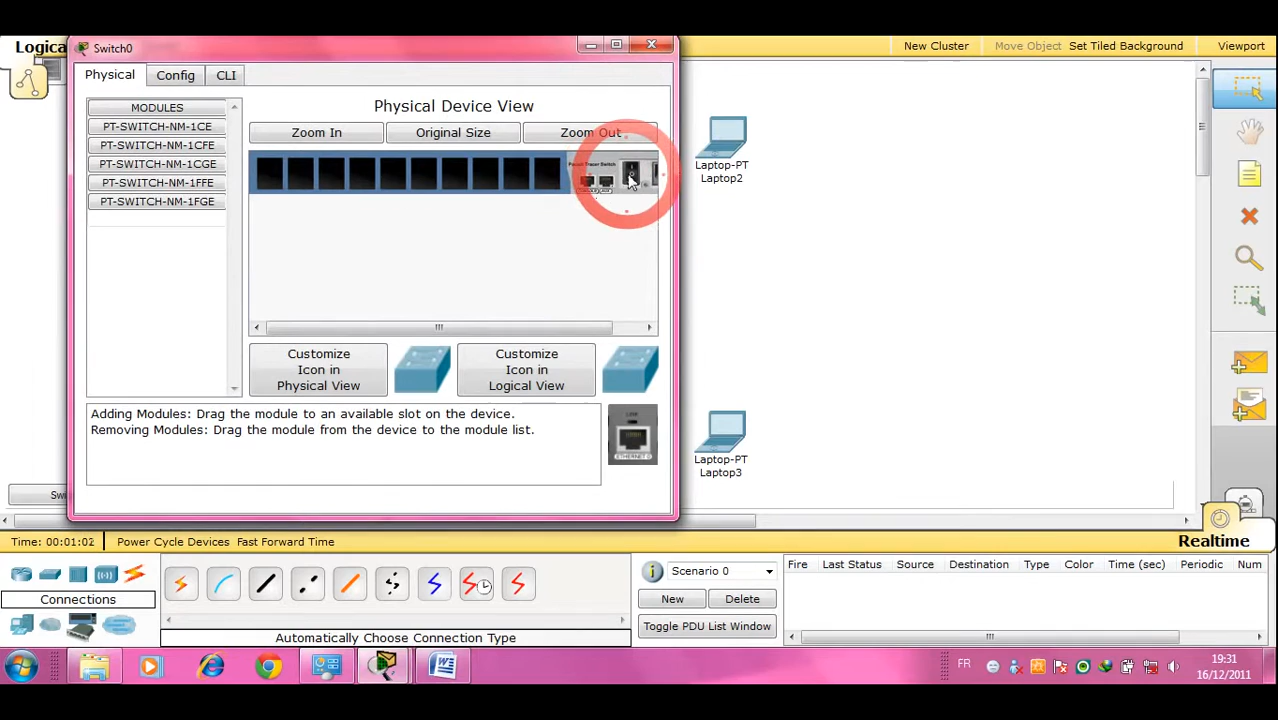 Logica
Switch0
New Cluster
Move Object
Set Tiled Background
Viewport
Physical
Config
CLI
MODULES
PT-SWITCH-NM-1CE
PT-SWITCH-NM-1CFE
PT-SWITCH-NM-1CGE
PT-SWITCH-NM-1FFE
PT-SWITCH-NM-1FGE
Physical Device View
Zoom In
Original Size
Zoom Out
Customize
Icon in
Physical View
Customize
Icon in
Logical View
Adding Modules: Drag the module to an available slot on the device.
Removing Modules: Drag the module from the device to the module list.
ETHERNET 0
Laptop-PT
Laptop2
Laptop-PT
Laptop3
Swi
Time: 00:01:02
Power Cycle Devices
Fast Forward Time
Realtime
Connections
Automatically Choose Connection Type
Scenario 0
New
Delete
Toggle PDU List Window
Fire
Last Status
Source
Destination
Type
Color
Time (sec)
Periodic
Num
FR
19:31
16/12/2011